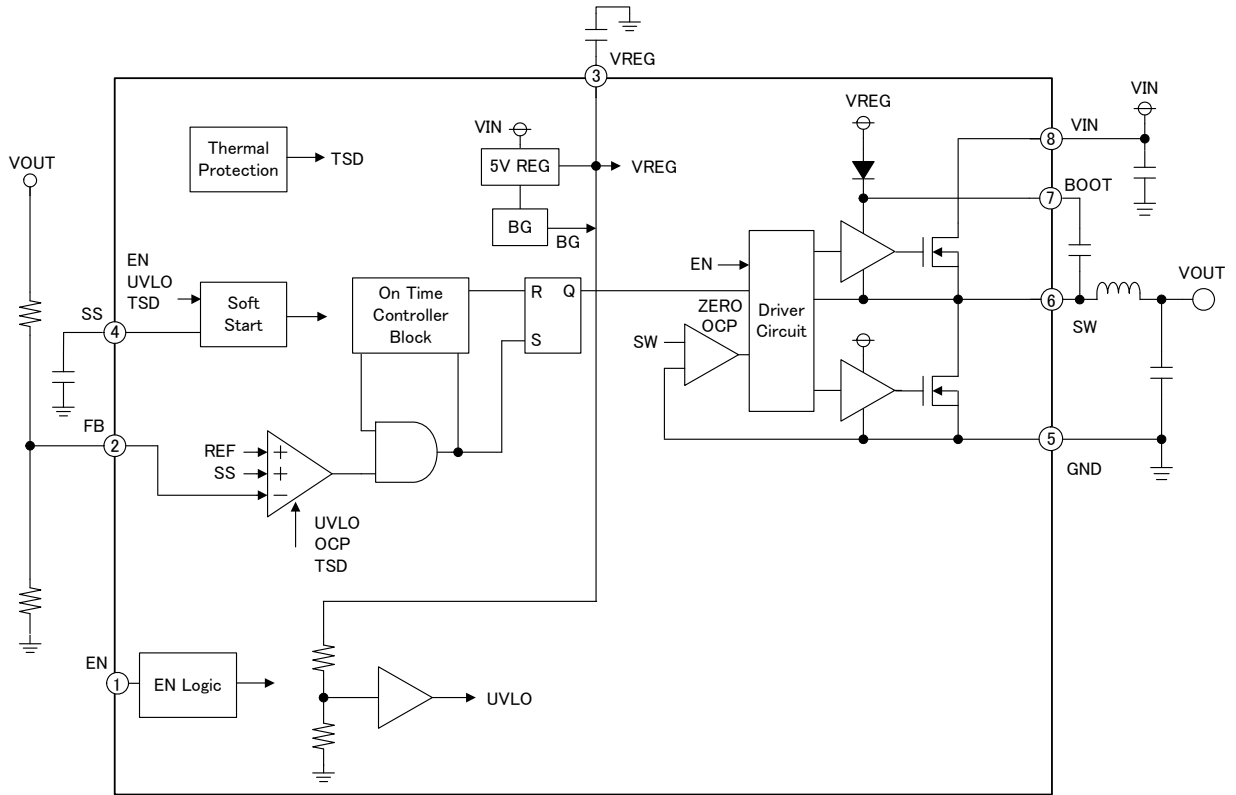 VREG
3
VIN
VREG
VIN
8
VIN
Thermal
Protection
TSD
5V REG
VREG
VOUT
7
BOOT
BG
BG
EN
UVLO
TSD
Soft
Start
SS
4
On Time
Controller
Block
R
Q
S
EN
Driver
Circuit
ZERO
OCP
SW
6
SW
VOUT
FB
2
REF
SS
+
+
−
UVLO
OCP
TSD
5
GND
EN
1
EN Logic
UVLO